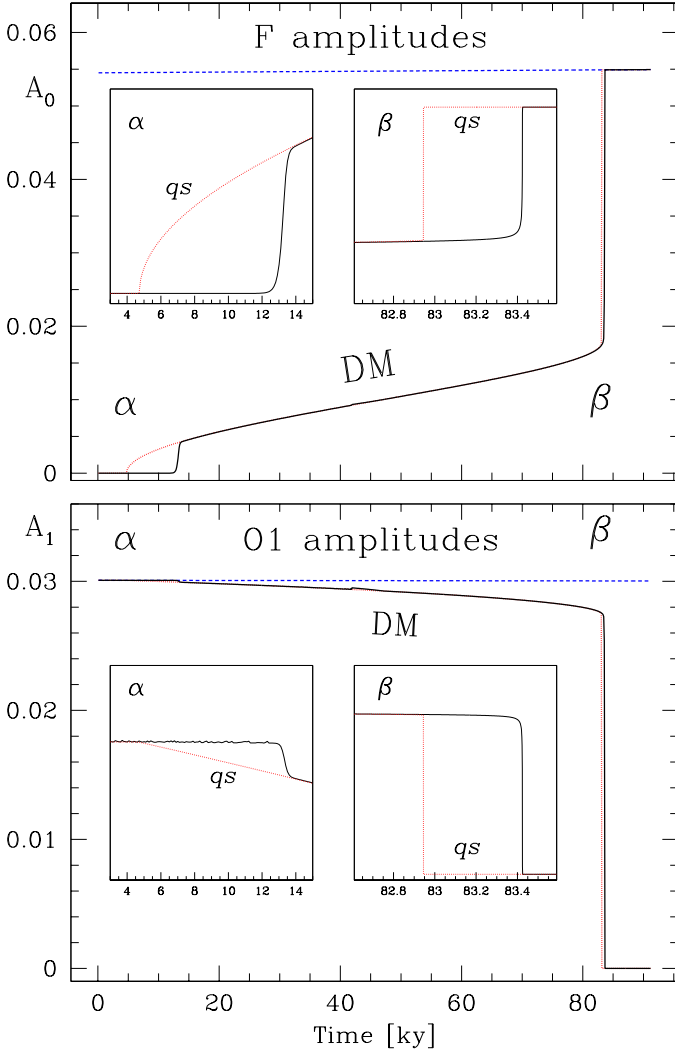 F amplitudes
0.06
A₀
0.04
0.02
0
α
qs
4 6 8 10 12 14
β
qs
82.8 83 83.2 83.4
DM
α
β
A₁
α
O1 amplitudes
β
0.03
0.02
0.01
0
DM
α
qs
4 6 8 10 12 14
β
qs
82.8 83 83.2 83.4
0 20 40 60 80
Time [ky]